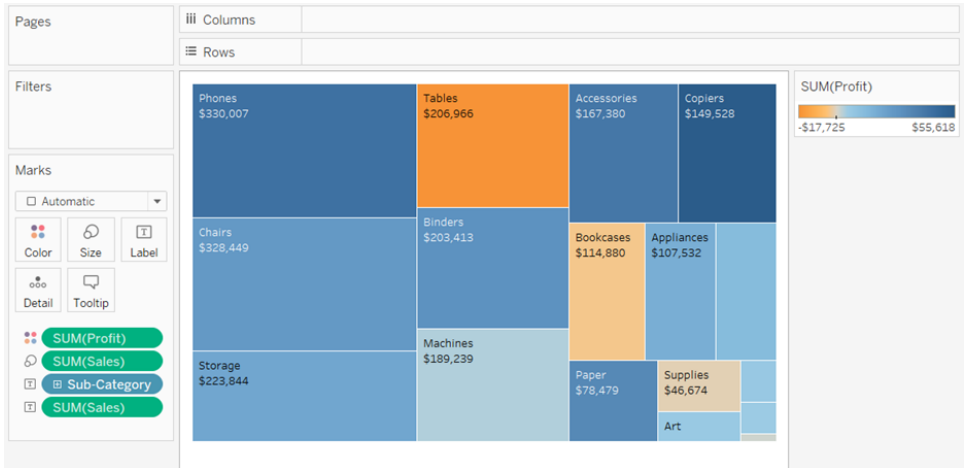 Pages
Columns
Rows
Filters
Marks
Automatic
Color
Size
Label
Detail
Tooltip
SUM(Profit)
SUM(Sales)
Sub-Category
SUM(Sales)
Phones
$330,007
Chairs
$328,449
Storage
$223,844
Tables
$206,966
Binders
$203,413
Machines
$189,239
Accessories
$167,380
Copiers
$149,528
Bookcases
$114,880
Appliances
$107,532
Paper
$78,479
Supplies
$46,674
Art
SUM(Profit)
-$17,725 $55,618